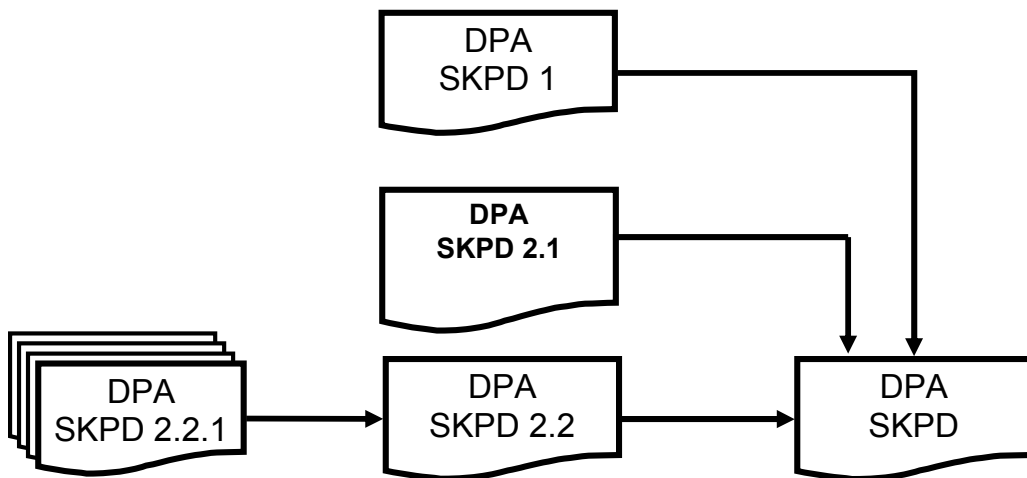 DPA
SKPD 1
DPA
SKPD 2.1
DPA
SKPD 2.2.1
DPA
SKPD 2.2
DPA
SKPD